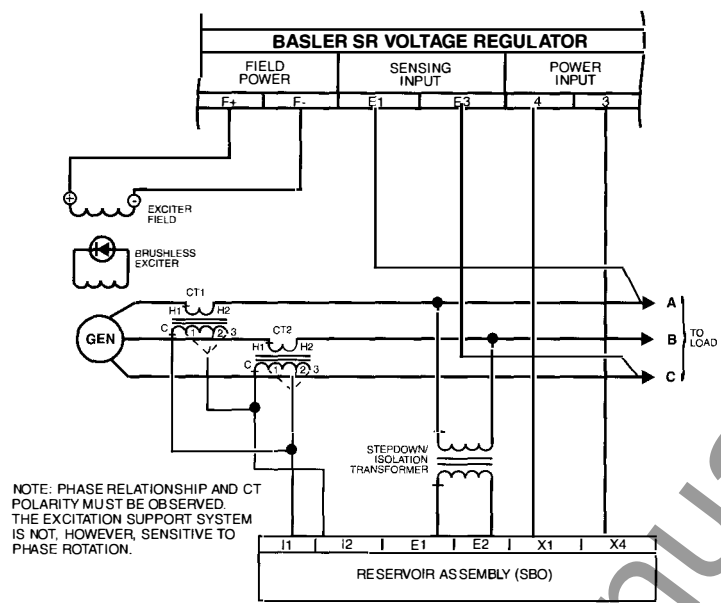 BASLER SR VOLTAGE REGULATOR
FIELD POWER
SENSING INPUT
POWER INPUT
F+ F- E1 E3 4 3
+ -
EXCITER
FIELD
BRUSHLESS
EXCITER
CT1
H1 H2
C 1 2 3
CT2
H1 H2
C 1 2 3
GEN
A
B
C
TO
LOAD
STEPDOWN/
ISOLATION
TRANSFORMER
NOTE: PHASE RELATIONSHIP AND CT
POLARITY MUST BE OBSERVED.
THE EXCITATION SUPPORT SYSTEM
IS NOT, HOWEVER, SENSITIVE TO
PHASE ROTATION.
I1 I2 E1 E2 X1 X4
RESERVOIR ASSEMBLY (SBO)